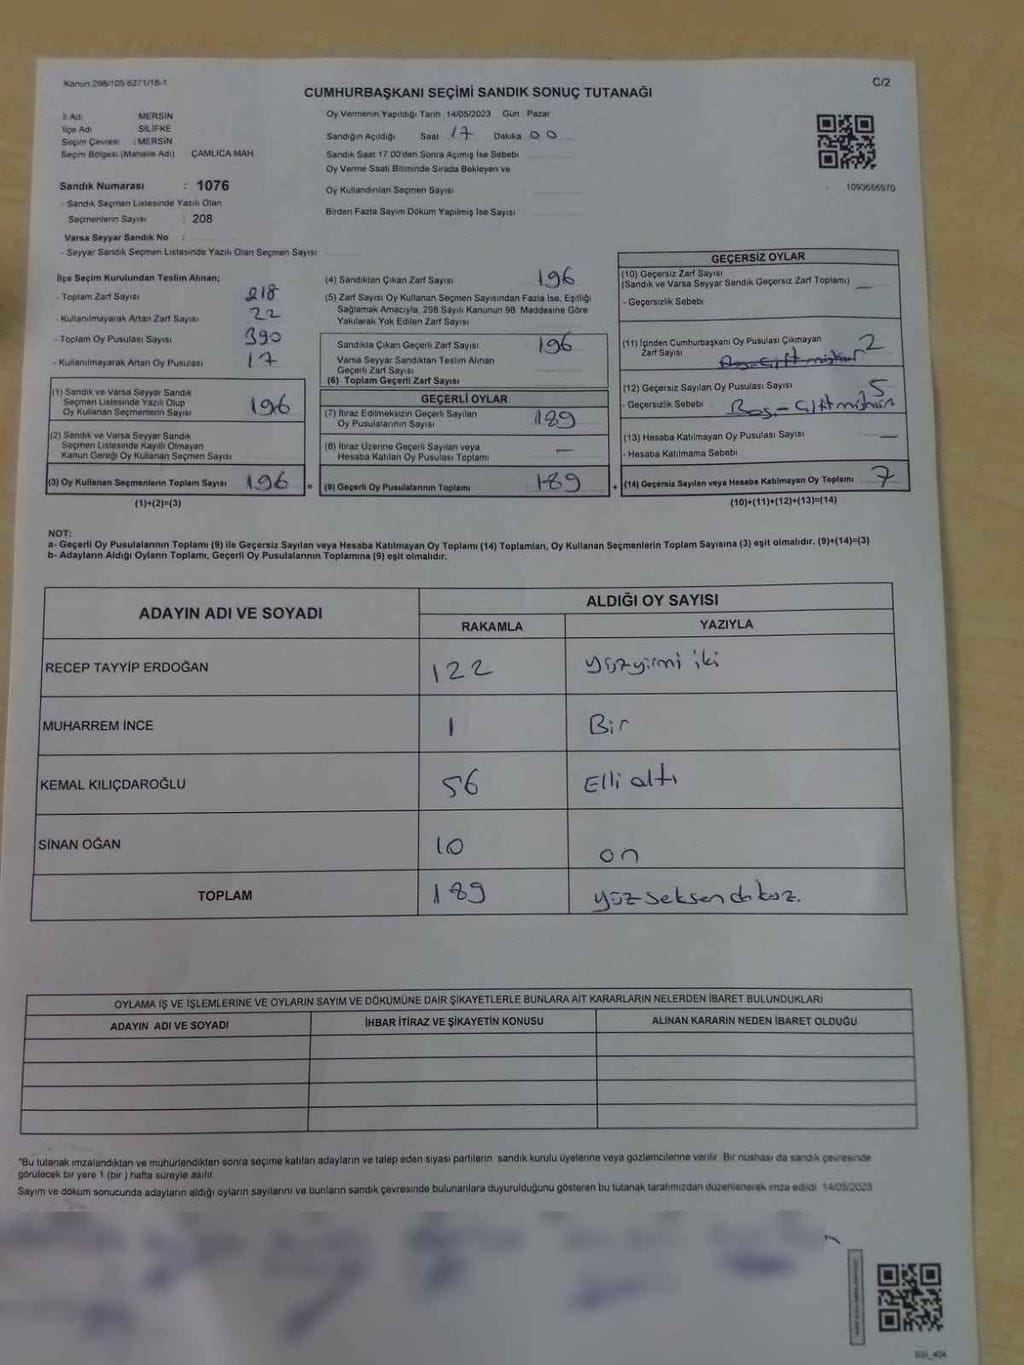 Kanun:298/105 6271/18-1
C/2
CUMHURBAŞKANI SEÇİMİ SANDIK SONUÇ TUTANAĞI
İl Adı MERSİN
İlçe Adı SİLİFKE
Seçim Çevresi : MERSİN
Seçim Bölgesi (Mahalle Adı) ÇAMLICA MAH
Sandık Numarası : 1076
- Sandık Seçmen Listesinde Yazılı Olan
Seçmenlerin Sayısı : 208
Varsa Seyyar Sandık No :
- Seyyar Sandık Seçmen Listesinde Yazılı Olan Seçmen Sayısı
Oy Vermenin Yapıldığı Tarih 14/05/2023 Gün Pazar
Sandığın Açıldığı Saat 17 Dakika 00
Sandık Saat 17 00'den Sonra Açımış İse Sebebi
Oy Verme Saati Bitiminde Sırada Bekleyen ve
Oy Kullandırılan Seçmen Sayısı
Birden Fazla Sayım Döküm Yapılmış İse Sayısı
1093656970
İlçe Seçim Kurulundan Teslim Alınan;
- Toplam Zarf Sayısı 218
- Kullanılmayarak Artan Zarf Sayısı 22
- Toplam Oy Pusulası Sayısı 390
- Kullanılmayarak Artan Oy Pusulası 17
(1) Sandık ve Varsa Seyyar Sandık
Seçmen Listesinde Yazılı Olup
Oy Kullanan Seçmenlerin Sayısı 196
(2) Sandık ve Varsa Seyyar Sandık
Seçmen Listesinde Kayıtlı Olmayan
Kanun Gereği Oy Kullanan Seçmen Sayısı
(3) Oy Kullanan Seçmenlerin Toplam Sayısı 196 =
(1)+(2)=(3)
(4) Sandıktan Çıkan Zarf Sayısı 196
(5) Zarf Sayısı Oy Kullanan Seçmen Sayısından Fazla İse, Eşitliği
Sağlamak Amacıyla, 298 Sayılı Kanunun 98 Maddesine Göre
Yakılarak Yok Edilen Zarf Sayısı
Sandıkta Çıkan Geçerli Zarf Sayısı 196
Varsa Seyyar Sandıktan Teslim Alınan
Geçerli Zarf Sayısı
(6) Toplam Geçerli Zarf Sayısı
GEÇERLİ OYLAR
(7) İtiraz Edilmeksizin Geçerli Sayılan
Oy Pusulalarının Sayısı 189
(8) İtiraz Üzerine Geçerli Sayılan veya
Hesaba Katılan Oy Pusulası Toplamı —
(9) Geçerli Oy Pusulalarının Toplamı 189 +
GEÇERSİZ OYLAR
(10) Geçersiz Zarf Sayısı
(Sandık ve Varsa Seyyar Sandık Geçersiz Zarf Toplamı) —
- Geçersizlik Sebebi :
(11) İçinden Cumhurbaşkanı Oy Pusulası Çıkmayan
Zarf Sayısı 2
(12) Geçersiz Sayılan Oy Pusulası Sayısı 5
- Geçersizlik Sebebi Boş - çift mühür
(13) Hesaba Katılmayan Oy Pusulası Sayısı —
- Hesaba Katılmama Sebebi
(14) Geçersiz Sayılan veya Hesaba Katılmayan Oy Toplamı 7
(10)+(11)+(12)+(13)=(14)
NOT:
a- Geçerli Oy Pusulalarının Toplamı (9) ile Geçersiz Sayılan veya Hesaba Katılmayan Oy Toplamı (14) Toplamları, Oy Kullanan Seçmenlerin Toplam Sayısına (3) eşit olmalıdır. (9)+(14)=(3)
b- Adayların Aldığı Oyların Toplamı, Geçerli Oy Pusulalarının Toplamına (9) eşit olmalıdır.
ADAYIN ADI VE SOYADI ALDIĞI OY SAYISI
RAKAMLA YAZIYLA
RECEP TAYYİP ERDOĞAN 122 yüzyirmi iki
MUHARREM İNCE 1 Bir
KEMAL KILIÇDAROĞLU 56 Elli altı
SİNAN OĞAN 10 on
TOPLAM 189 yüz seksen dokuz.
OYLAMA İŞ VE İŞLEMLERİNE VE OYLARIN SAYIM VE DÖKÜMÜNE DAİR ŞİKAYETLERLE BUNLARA AİT KARARLARIN NELERDEN İBARET BULUNDUKLARI
ADAYIN ADI VE SOYADI İHBAR İTİRAZ VE ŞİKAYETİN KONUSU ALINAN KARARIN NEDEN İBARET OLDUĞU
*Bu tutanak imzalandıktan ve mühürlendikten sonra seçime katılan adayların ve talep eden siyasi partilerin sandık kurulu üyelerine veya gözlemcilerine verilir. Bir nüshası da sandık çevresinde
görülecek bir yere 1 (bir ) hafta süreyle asılır.
Sayım ve döküm sonucunda adayların aldığı oyların sayılarını ve bunların sandık çevresinde bulunanlara duyurulduğunu gösteren bu tutanak tarafımızdan düzenlenerek imza edildi. 14/05/2023